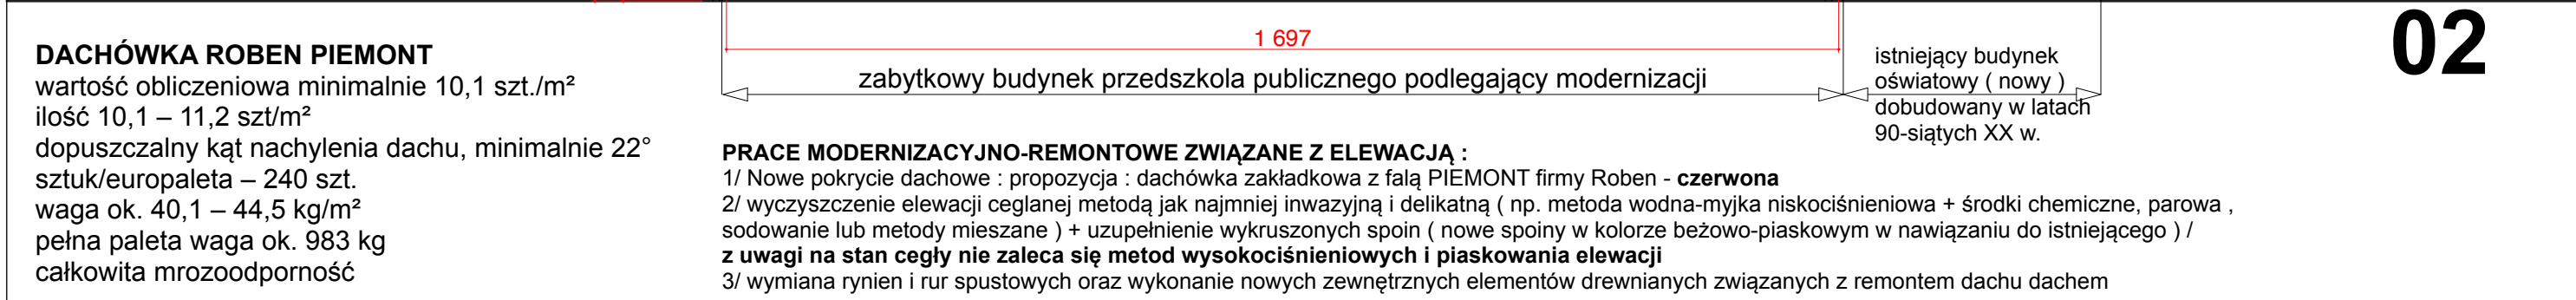 DACHÓWKA ROBEN PIEMONT
wartość obliczeniowa minimalnie 10,1 szt./m²
ilość 10,1 – 11,2 szt/m²
dopuszczalny kąt nachylenia dachu, minimalnie 22°
sztuk/europaleta – 240 szt.
waga ok. 40,1 – 44,5 kg/m²
pełna paleta waga ok. 983 kg
całkowita mrozoodporność
1 697
zabytkowy budynek przedszkola publicznego podlegający modernizacji
istniejący budynek
oświatowy ( nowy )
dobudowany w latach
90-siątych XX w.
02
PRACE MODERNIZACYJNO-REMONTOWE ZWIĄZANE Z ELEWACJĄ :
1/ Nowe pokrycie dachowe : propozycja : dachówka zakładkowa z falą PIEMONT firmy Roben - czerwona
2/ wyczyszczenie elewacji ceglanej metodą jak najmniej inwazyjną i delikatną ( np. metoda wodna-myjka niskociśnieniowa + środki chemiczne, parowa ,
sodowanie lub metody mieszane ) + uzupełnienie wykruszonych spoin ( nowe spoiny w kolorze beżowo-piaskowym w nawiązaniu do istniejącego ) /
z uwagi na stan cegły nie zaleca się metod wysokociśnieniowych i piaskowania elewacji
3/ wymiana rynien i rur spustowych oraz wykonanie nowych zewnętrznych elementów drewnianych związanych z remontem dachu dachem